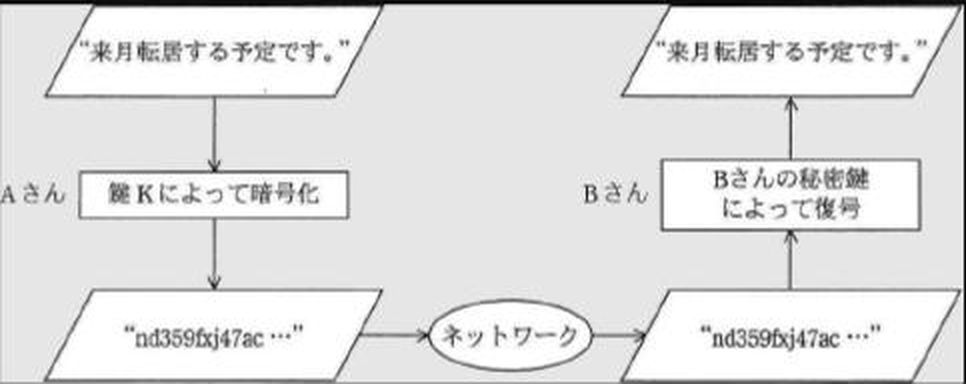 “来月転居する予定です。”
Aさん
鍵Kによって暗号化
“nd359fxj47ac …”
ネットワーク
“来月転居する予定です。”
Bさん
Bさんの秘密鍵
によって復号
“nd359fxj47ac …”